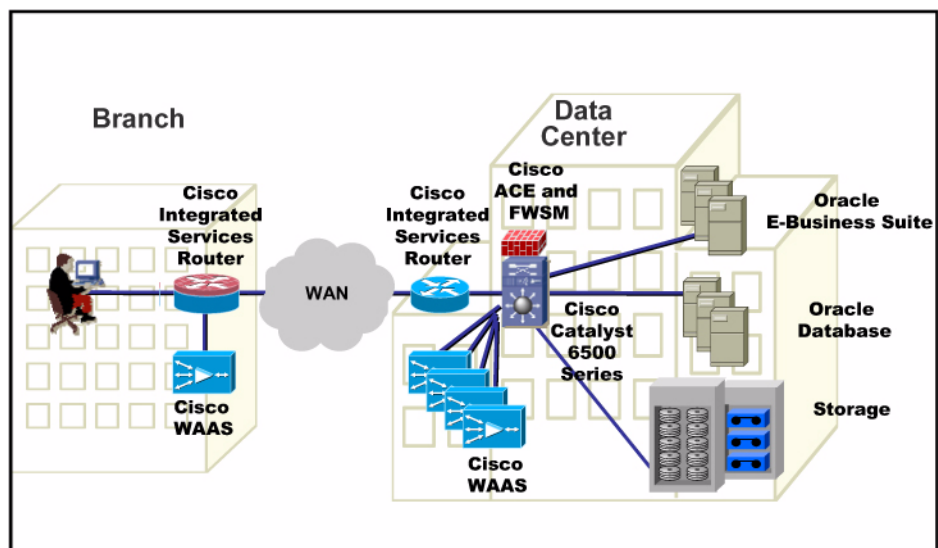 Branch
Data
Center
Cisco
Integrated
Services
Router
Cisco
Integrated
Services
Router
Cisco
ACE and
FWSM
Oracle
E-Business Suite
WAN
Cisco
Catalyst
6500
Series
Oracle
Database
Cisco
WAAS
Storage
Cisco
WAAS